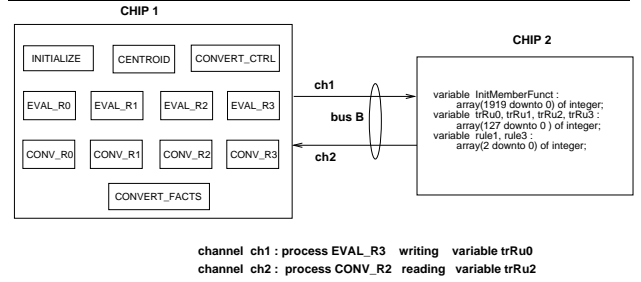 CHIP 1
INITIALIZE
CENTROID
CONVERT_CTRL
EVAL_R0
EVAL_R1
EVAL_R2
EVAL_R3
CONV_R0
CONV_R1
CONV_R2
CONV_R3
CONVERT_FACTS
ch1
bus B
ch2
CHIP 2
variable InitMemberFunct :
array(1919 downto 0) of integer;
variable trRu0, trRu1, trRu2, trRu3 :
array(127 downto 0 ) of integer;
variable rule1, rule3 :
array(2 downto 0) of integer;
channel ch1 : process EVAL_R3 writing variable trRu0
channel ch2 : process CONV_R2 reading variable trRu2